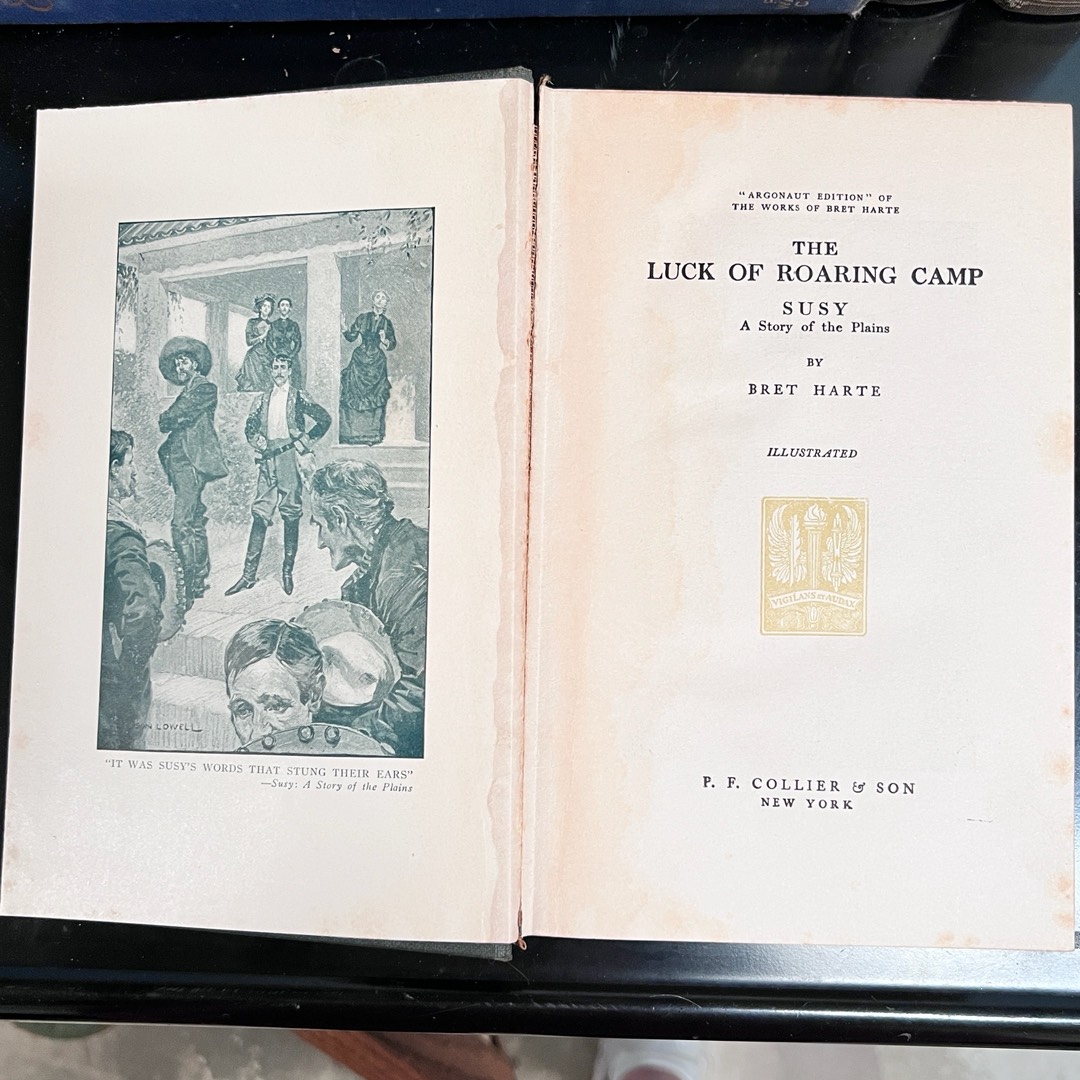 "IT WAS SUSY'S WORDS THAT STUNG THEIR EARS"
—Susy: A Story of the Plains
"ARGONAUT EDITION" OF
THE WORKS OF BRET HARTE
THE
LUCK OF ROARING CAMP
SUSY
A Story of the Plains
BY
BRET HARTE
ILLUSTRATED
VIGILANS ET AUDAX
P. F. COLLIER & SON
NEW YORK